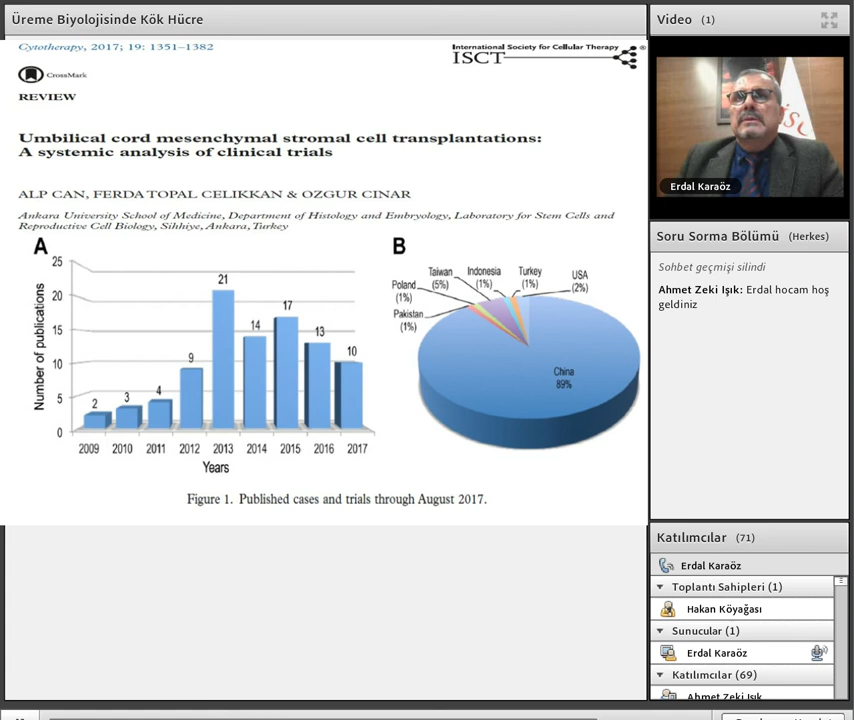 Üreme Biyolojisinde Kök Hücre
Cytotherapy, 2017; 19: 1351–1382
International Society for Cellular Therapy
ISCT
®
CrossMark
REVIEW
Umbilical cord mesenchymal stromal cell transplantations:
A systemic analysis of clinical trials
ALP CAN, FERDA TOPAL CELIKKAN & OZGUR CINAR
Ankara University School of Medicine, Department of Histology and Embryology, Laboratory for Stem Cells and
Reproductive Cell Biology, Sihhiye, Ankara, Turkey
A
Number of publications
25
20
15
10
5
0
2
3
4
9
21
14
17
13
10
2009 2010 2011 2012 2013 2014 2015 2016 2017
Years
B
Pakistan
(1%)
Poland
(1%)
Taiwan
(5%)
Indonesia
(1%)
Turkey
(1%)
USA
(2%)
China
89%
Figure 1. Published cases and trials through August 2017.
Video (1)
Erdal Karaöz
Soru Sorma Bölümü (Herkes)
Sohbet geçmişi silindi
Ahmet Zeki Işık: Erdal hocam hoş
geldiniz
Katılımcılar (71)
Erdal Karaöz
Toplantı Sahipleri (1)
Hakan Köyağası
Sunucular (1)
Erdal Karaöz
Katılımcılar (69)
Ahmet Zeki Işık